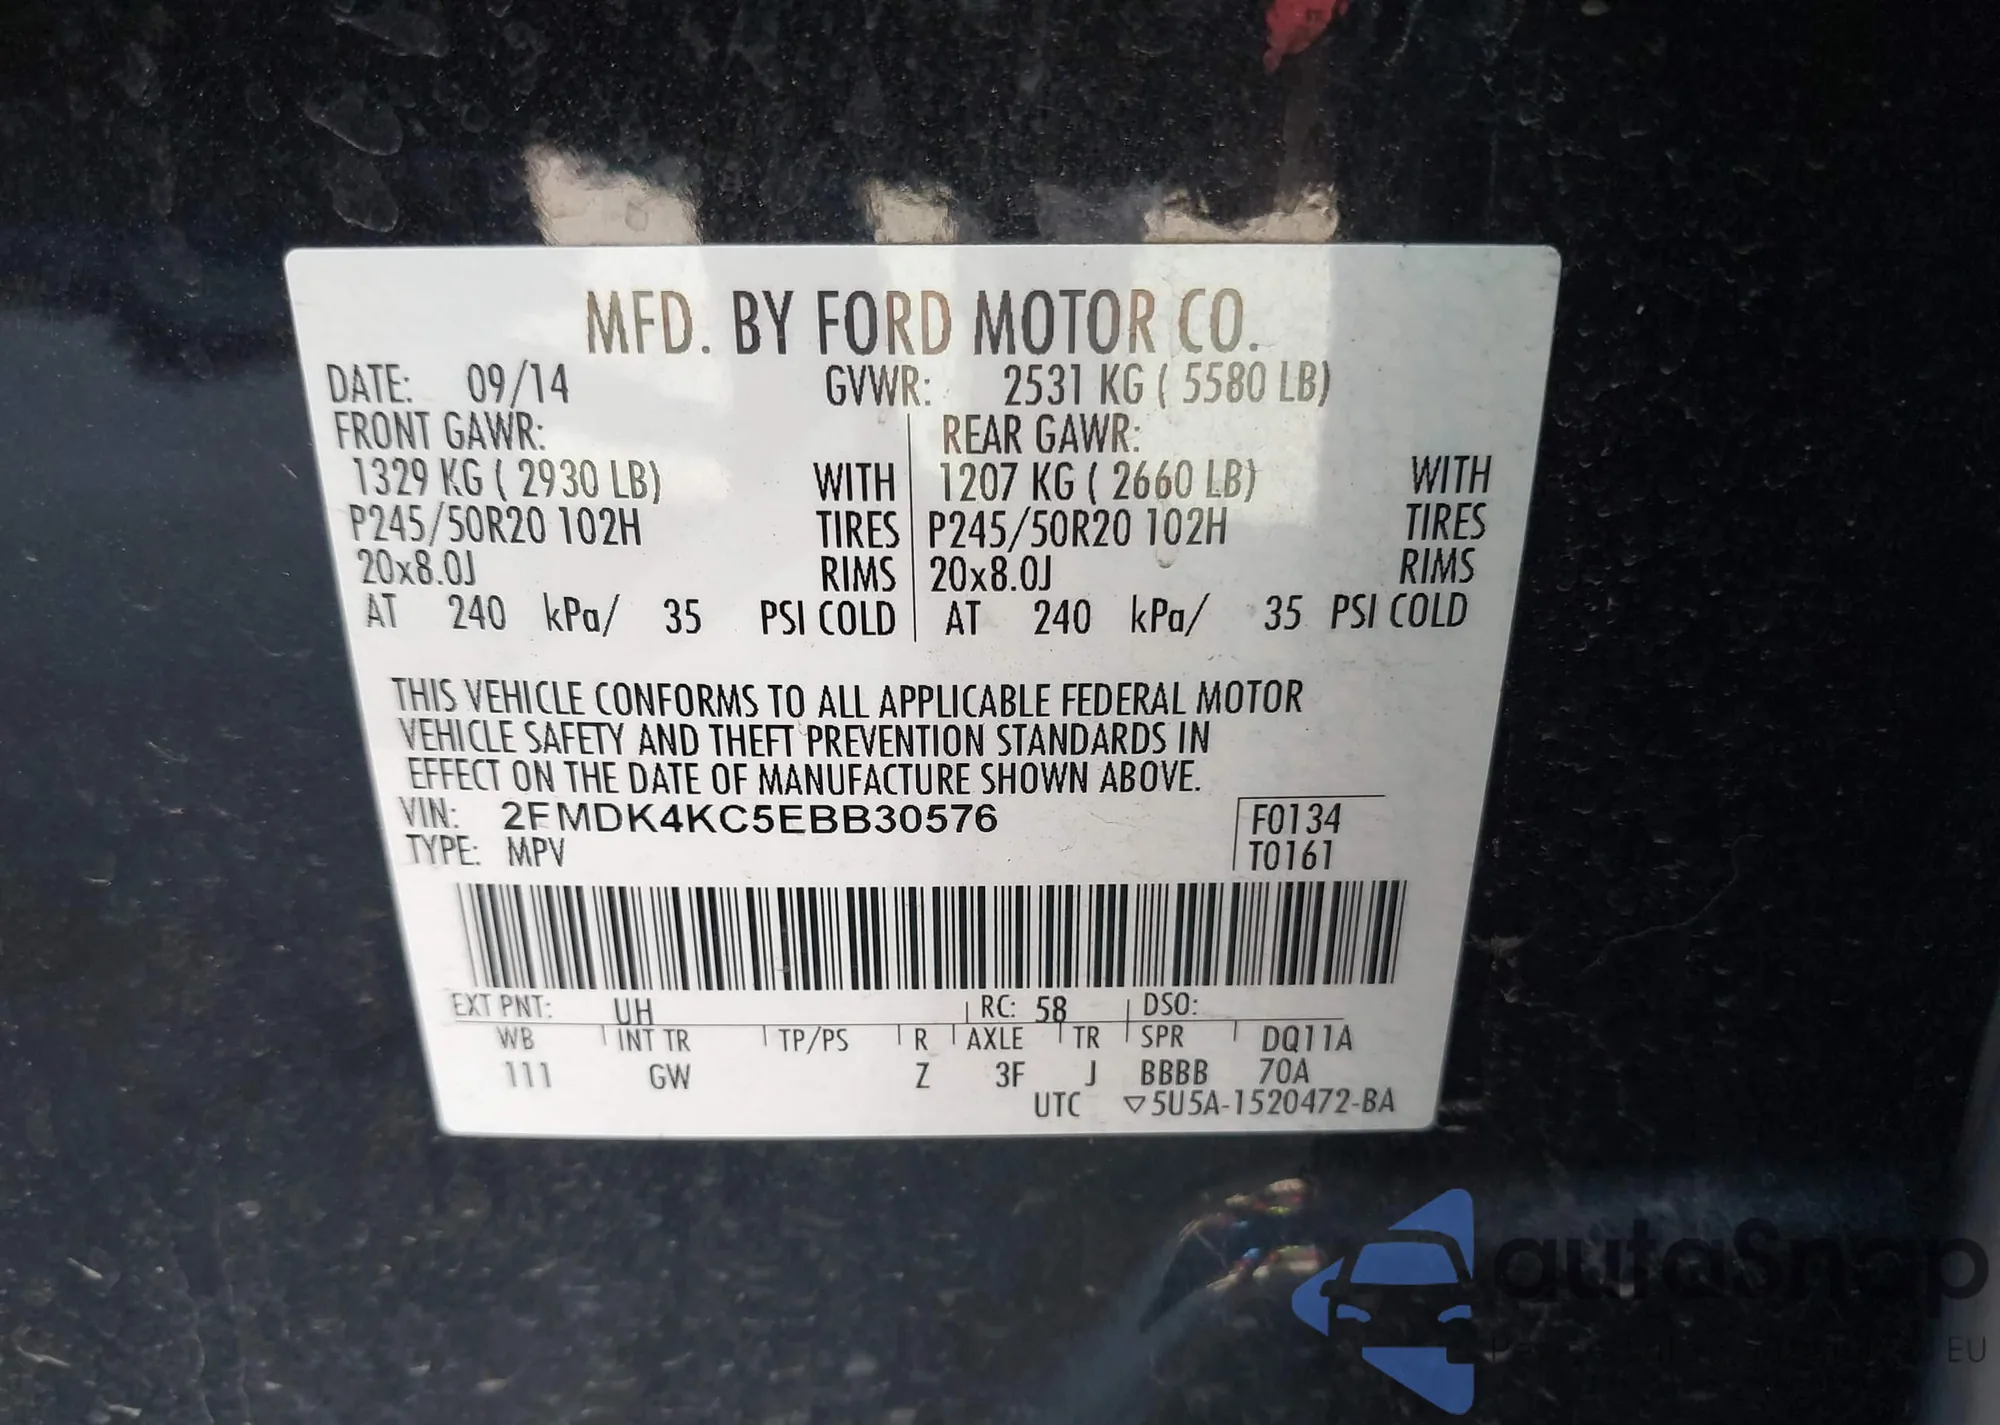 MFD. BY FORD MOTOR CO.
DATE: 09/14 GVWR: 2531 KG ( 5580 LB)
FRONT GAWR: REAR GAWR:
1329 KG ( 2930 LB) WITH 1207 KG ( 2660 LB) WITH
P245/50R20 102H TIRES P245/50R20 102H TIRES
20x8.0J RIMS 20x8.0J RIMS
AT 240 kPa/ 35 PSI COLD AT 240 kPa/ 35 PSI COLD
THIS VEHICLE CONFORMS TO ALL APPLICABLE FEDERAL MOTOR
VEHICLE SAFETY AND THEFT PREVENTION STANDARDS IN
EFFECT ON THE DATE OF MANUFACTURE SHOWN ABOVE.
VIN: 2FMDK4KC5EBB30576 F0134
TYPE: MPV T0161
EXT PNT: UH RC: 58 DSO:
WB INT TR TP/PS R AXLE TR SPR DQ11A
111 GW Z 3F J BBBB 70A
UTC ▽5U5A-1520472-BA
autoSnap
EU